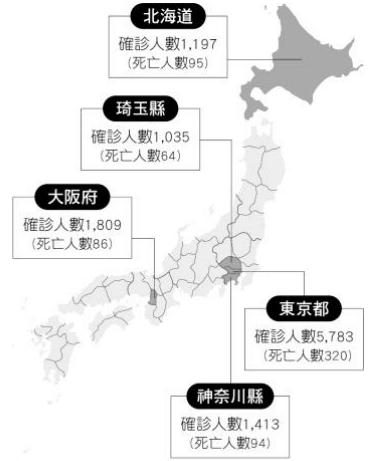 北海道
確診人數1,197
(死亡人數95)
琦玉縣
確診人數1,035
(死亡人數64)
大阪府
確診人數1,809
(死亡人數86)
東京都
確診人數5,783
(死亡人數320)
神奈川縣
確診人數1,413
(死亡人數94)